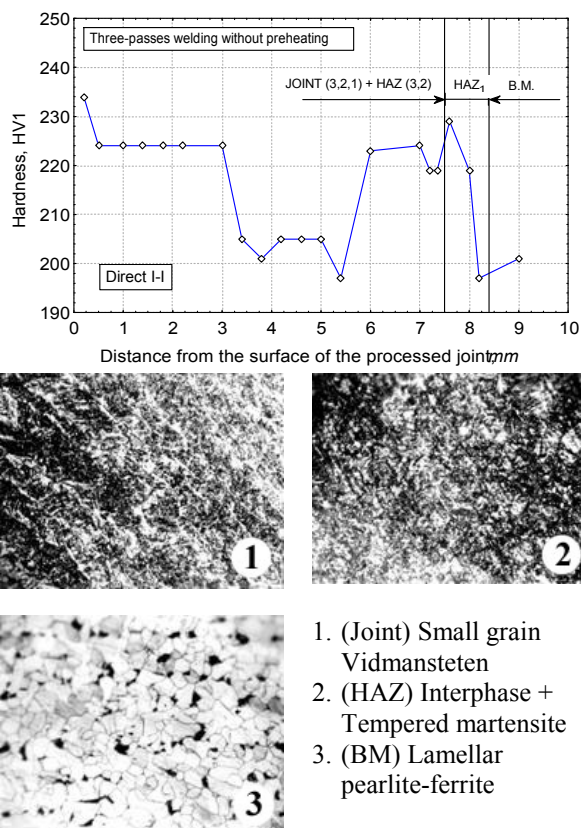 250
240
230
220
210
200
190
Hardness, HV1
Three-passes welding without preheating
JOINT (3,2,1) + HAZ (3,2)
HAZ1
B.M.
Direct I-I
0 1 2 3 4 5 6 7 8 9 10
Distance from the surface of the processed joint,mm
1
2
3
1. (Joint) Small grain
Vidmansteten
2. (HAZ) Interphase +
Tempered martensite
3. (BM) Lamellar
pearlite-ferrite